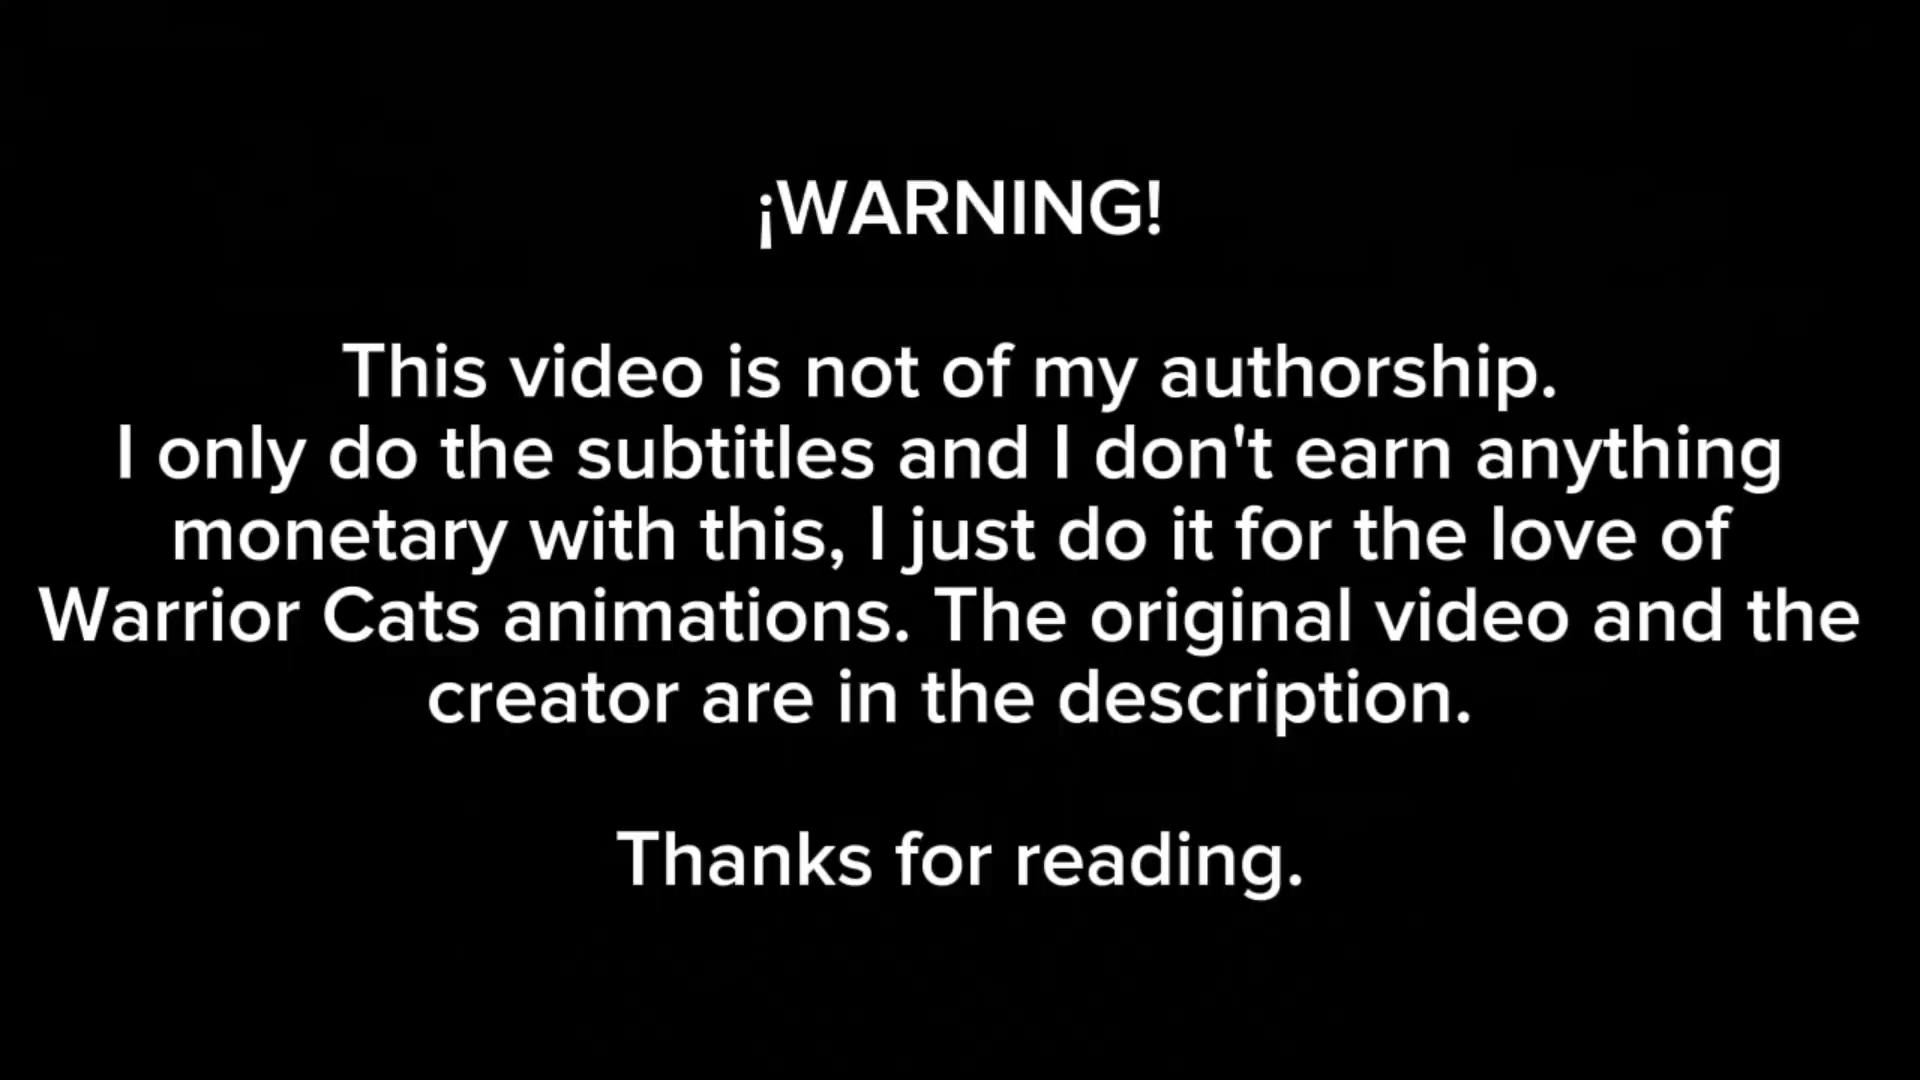 ¡WARNING!
This video is not of my authorship.
I only do the subtitles and I don't earn anything
monetary with this, I just do it for the love of
Warrior Cats animations. The original video and the
creator are in the description.
Thanks for reading.